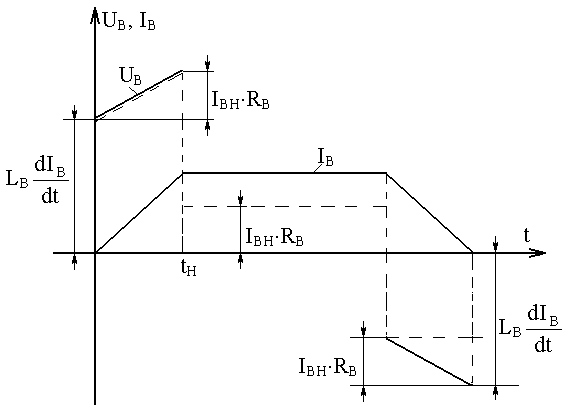 U_B, I_B
U_B
I_BH·R_B
I_B
L_B dI_B/dt
t
I_BH·R_B
t_H
L_B dI_B/dt
I_BH·R_B